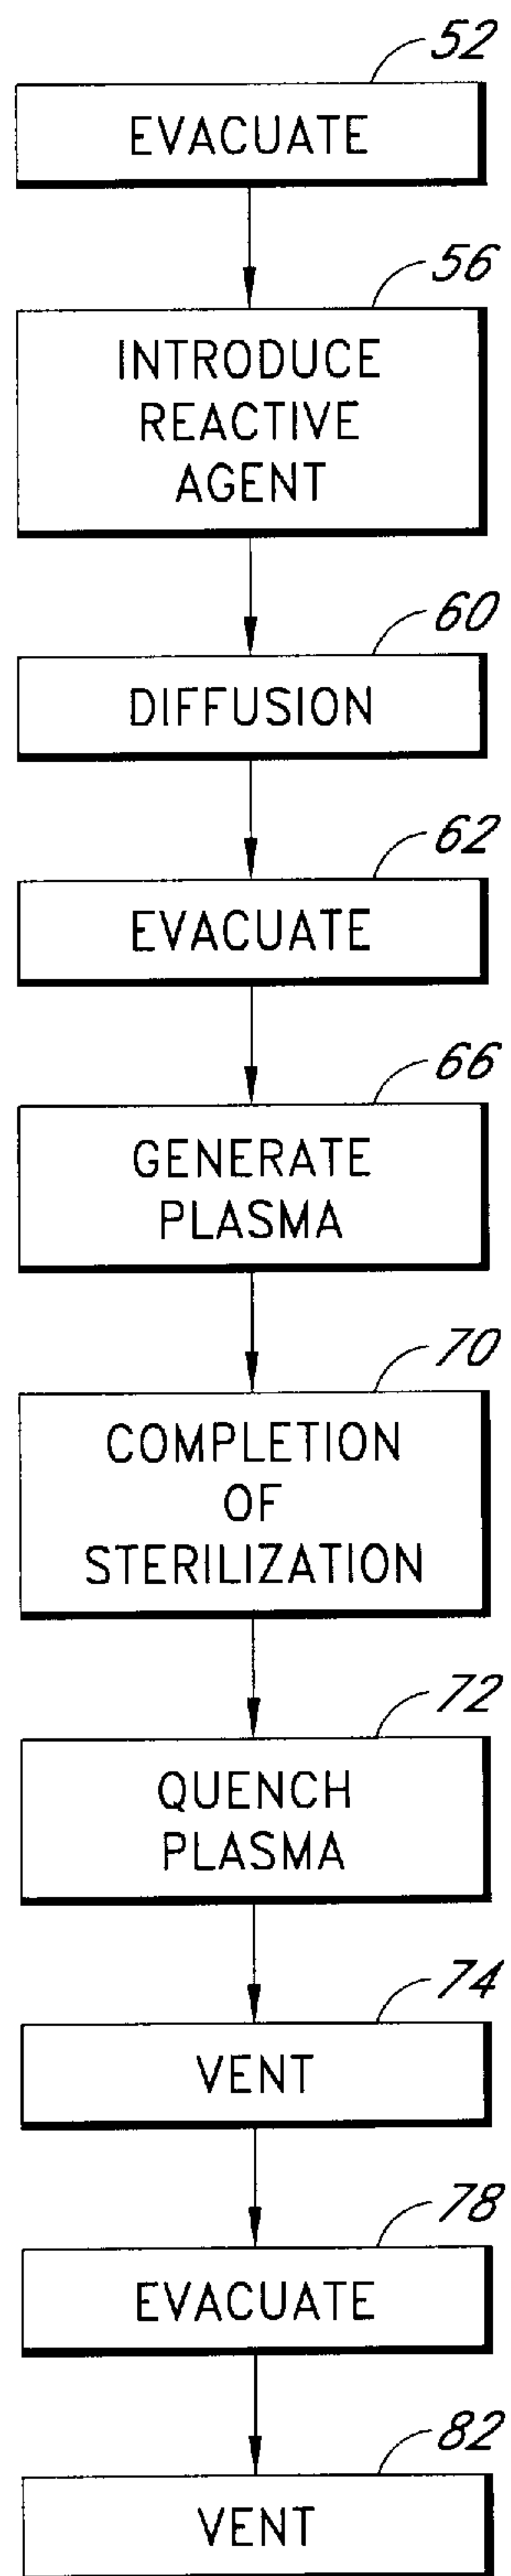 52
EVACUATE
56
INTRODUCE
REACTIVE
AGENT
60
DIFFUSION
62
EVACUATE
66
GENERATE
PLASMA
70
COMPLETION
OF
STERILIZATION
72
QUENCH
PLASMA
74
VENT
78
EVACUATE
82
VENT